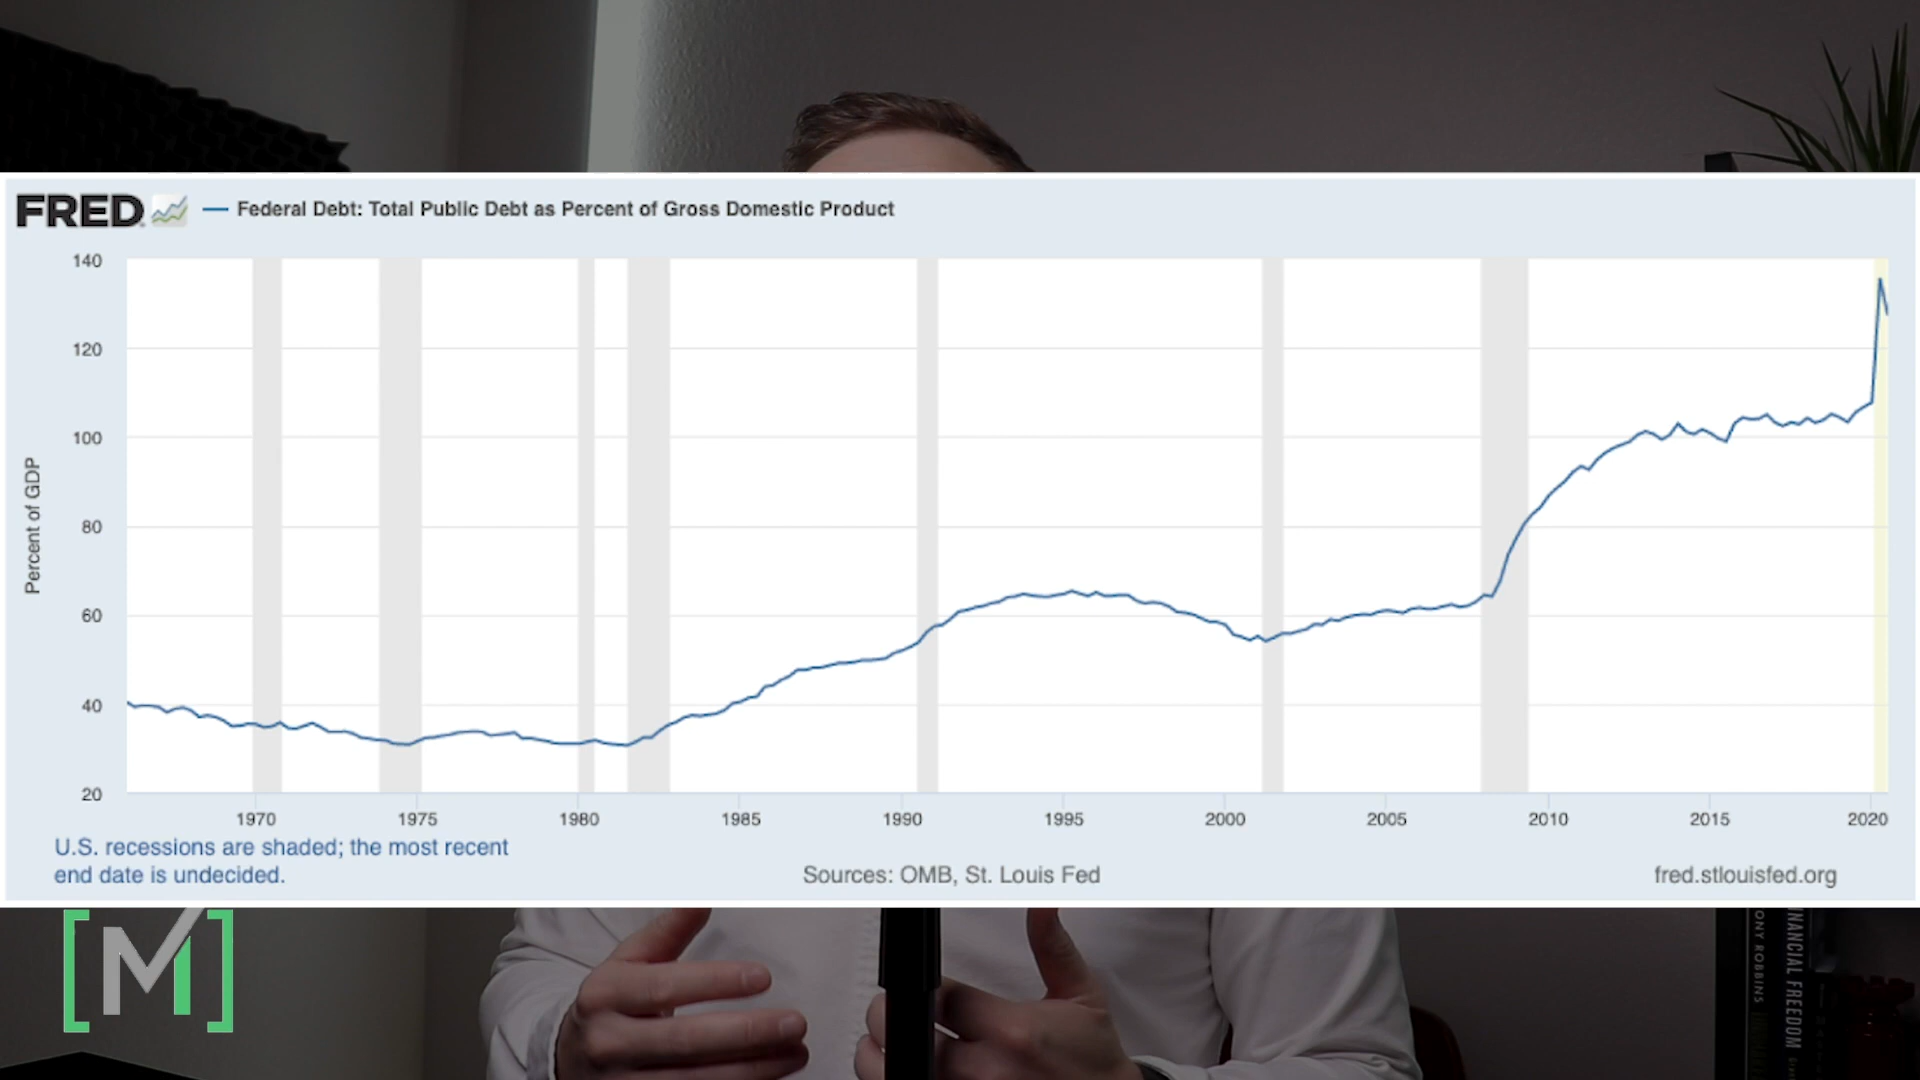 FRED
Federal Debt: Total Public Debt as Percent of Gross Domestic Product
140
120
100
80
60
40
20
Percent of GDP
1970 1975 1980 1985 1990 1995 2000 2005 2010 2015 2020
U.S. recessions are shaded; the most recent
end date is undecided.
Sources: OMB, St. Louis Fed
fred.stlouisfed.org
[M]
ONY ROBBINS
INANCIAL FREEDOM